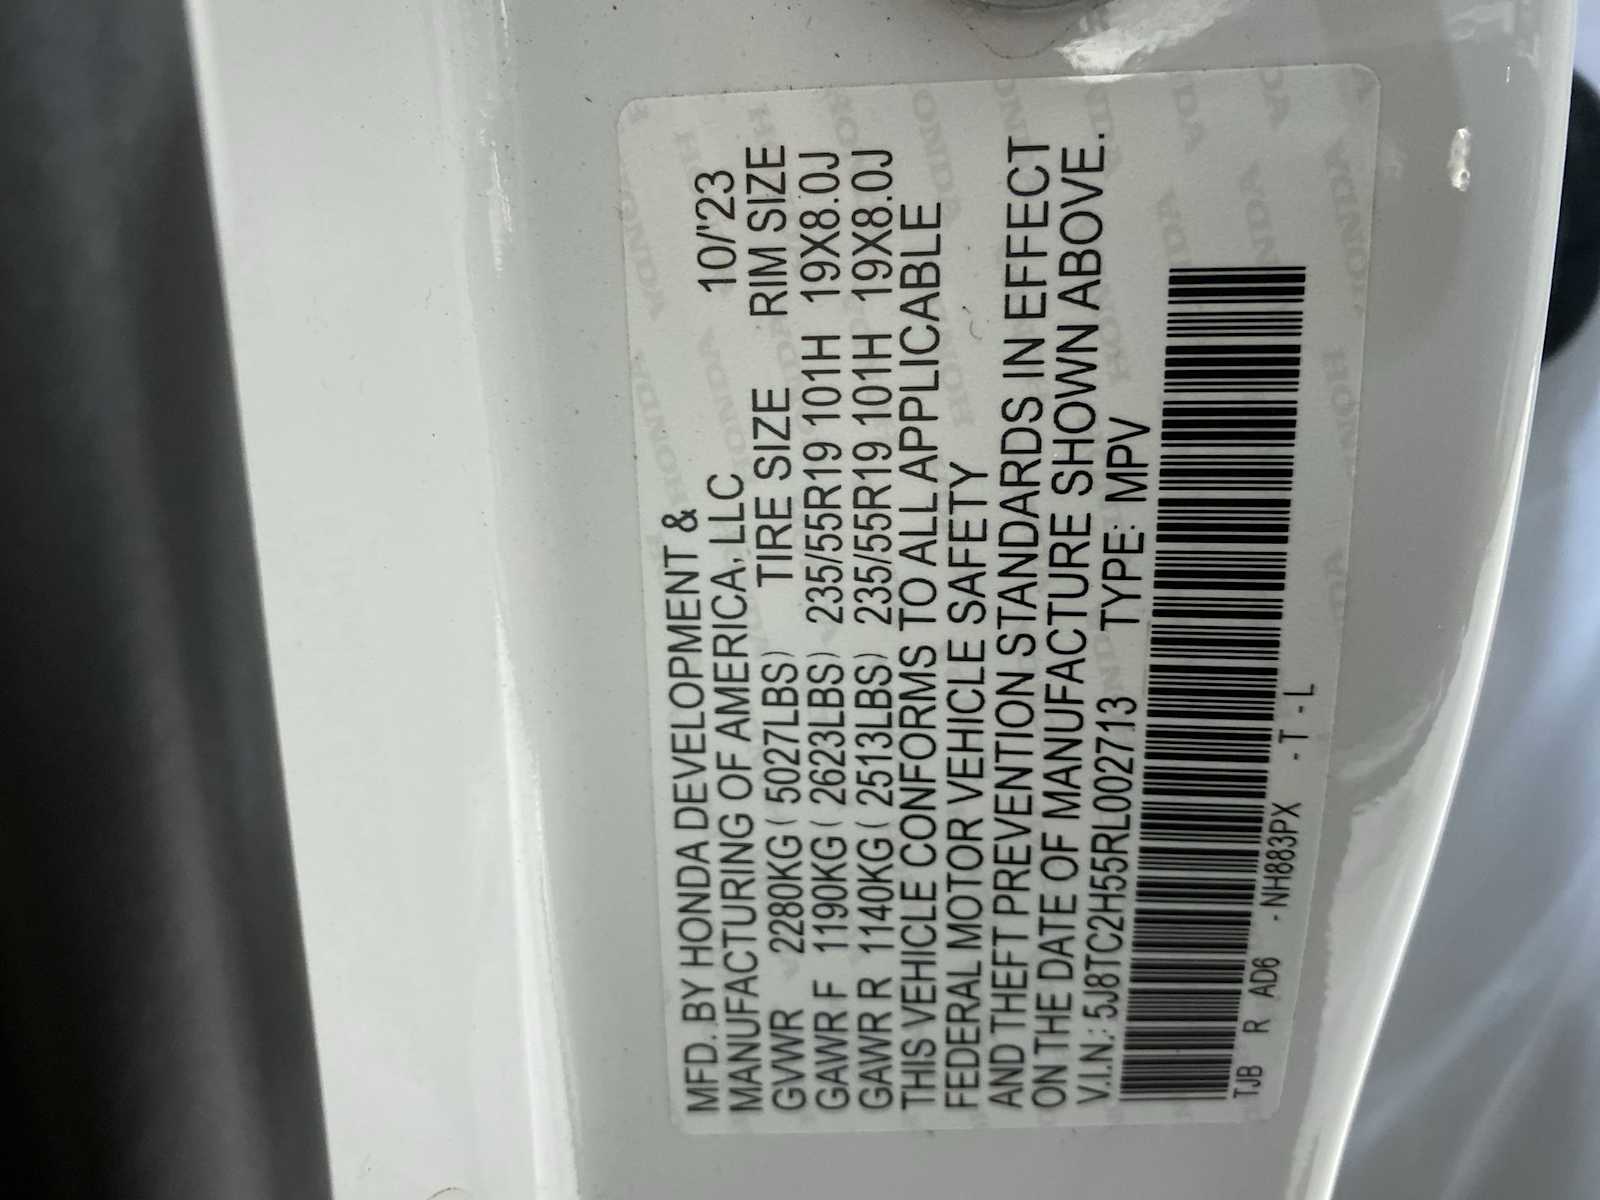 MFD. BY HONDA DEVELOPMENT &
MANUFACTURING OF AMERICA, LLC 10/'23
GVWR 2280KG ( 5027LBS) TIRE SIZE RIM SIZE
GAWR F 1190KG ( 2623LBS) 235/55R19 101H 19X8.0J
GAWR R 1140KG ( 2513LBS) 235/55R19 101H 19X8.0J
THIS VEHICLE CONFORMS TO ALL APPLICABLE
FEDERAL MOTOR VEHICLE SAFETY
AND THEFT PREVENTION STANDARDS IN EFFECT
ON THE DATE OF MANUFACTURE SHOWN ABOVE.
V.I.N.: 5J8TC2H55RL002713 TYPE: MPV
TJB R AD6 - NH883PX - T - L